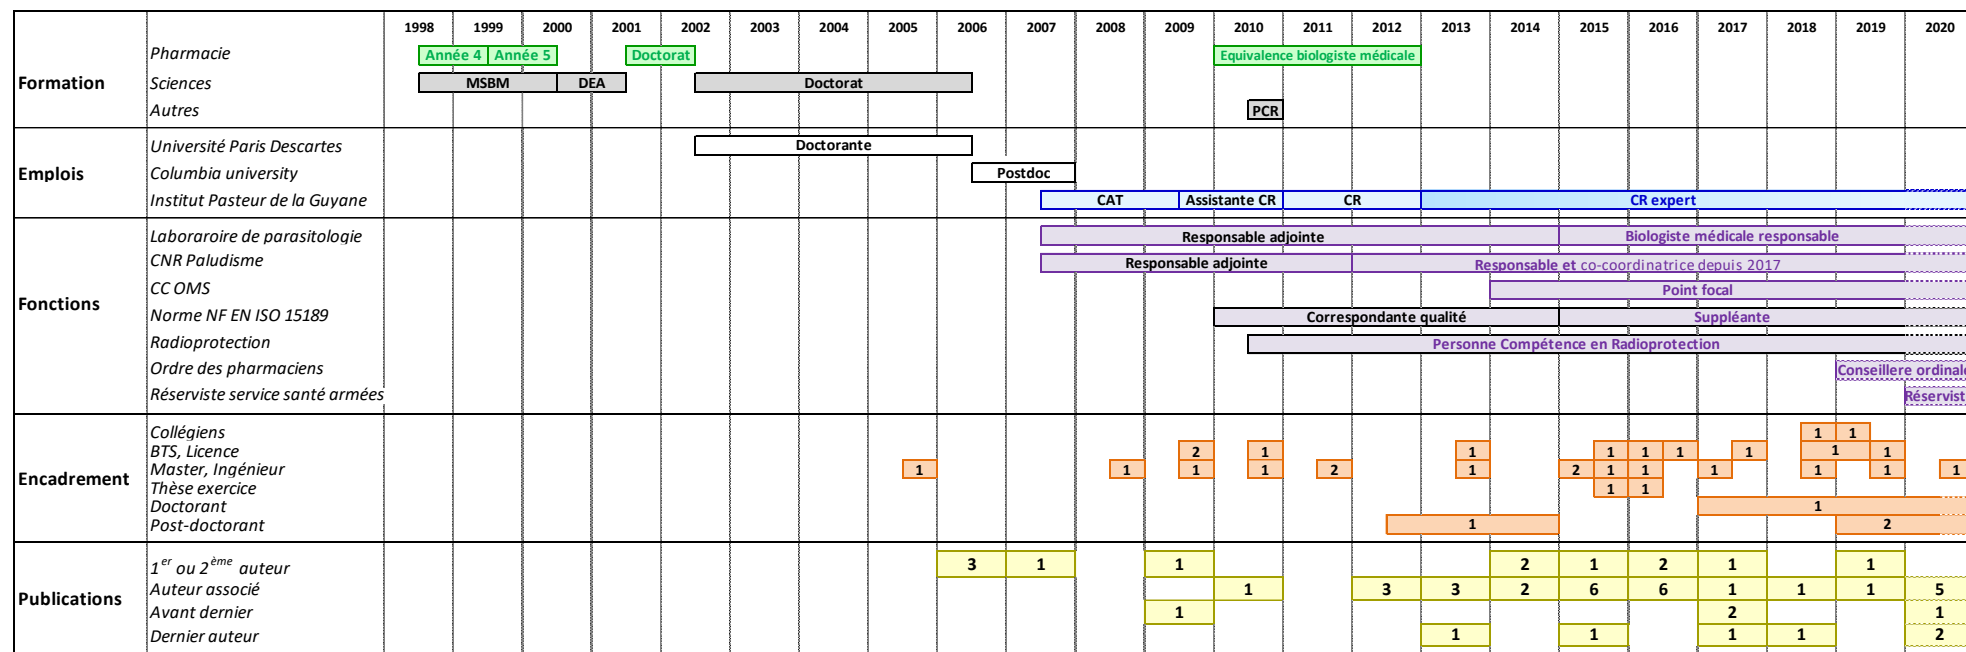 1998 1999 2000 2001 2002 2003 2004 2005 2006 2007 2008 2009 2010 2011 2012 2013 2014 2015 2016 2017 2018 2019 2020
Pharmacie Année 4 Année 5 Doctorat Equivalence biologiste médicale
Formation Sciences MSBM DEA Doctorat
Autres PCR
Université Paris Descartes Doctorante
Emplois Columbia university Postdoc
Institut Pasteur de la Guyane CAT Assistante CR CR CR expert
Laboraroire de parasitologie Responsable adjointe Biologiste médicale responsable
CNR Paludisme Responsable adjointe Responsable et co-coordinatrice depuis 2017
CC OMS Point focal
Fonctions Norme NF EN ISO 15189 Correspondante qualité Suppléante
Radioprotection Personne Compétence en Radioprotection
Ordre des pharmaciens Conseillere ordinale
Réserviste service santé armées Réservist
Collégiens 1 1
BTS, Licence 2 1 1 1 1 1 1 1 1
Encadrement Master, Ingénieur 1 1 1 1 2 1 2 1 1 1 1 1 1
Thèse exercice 1 1
Doctorant 1
Post-doctorant 1 2
1er ou 2ème auteur 3 1 1 2 1 2 1 1
Publications Auteur associé 1 3 3 2 6 6 1 1 1 5
Avant dernier 1 2 1
Dernier auteur 1 1 1 1 2